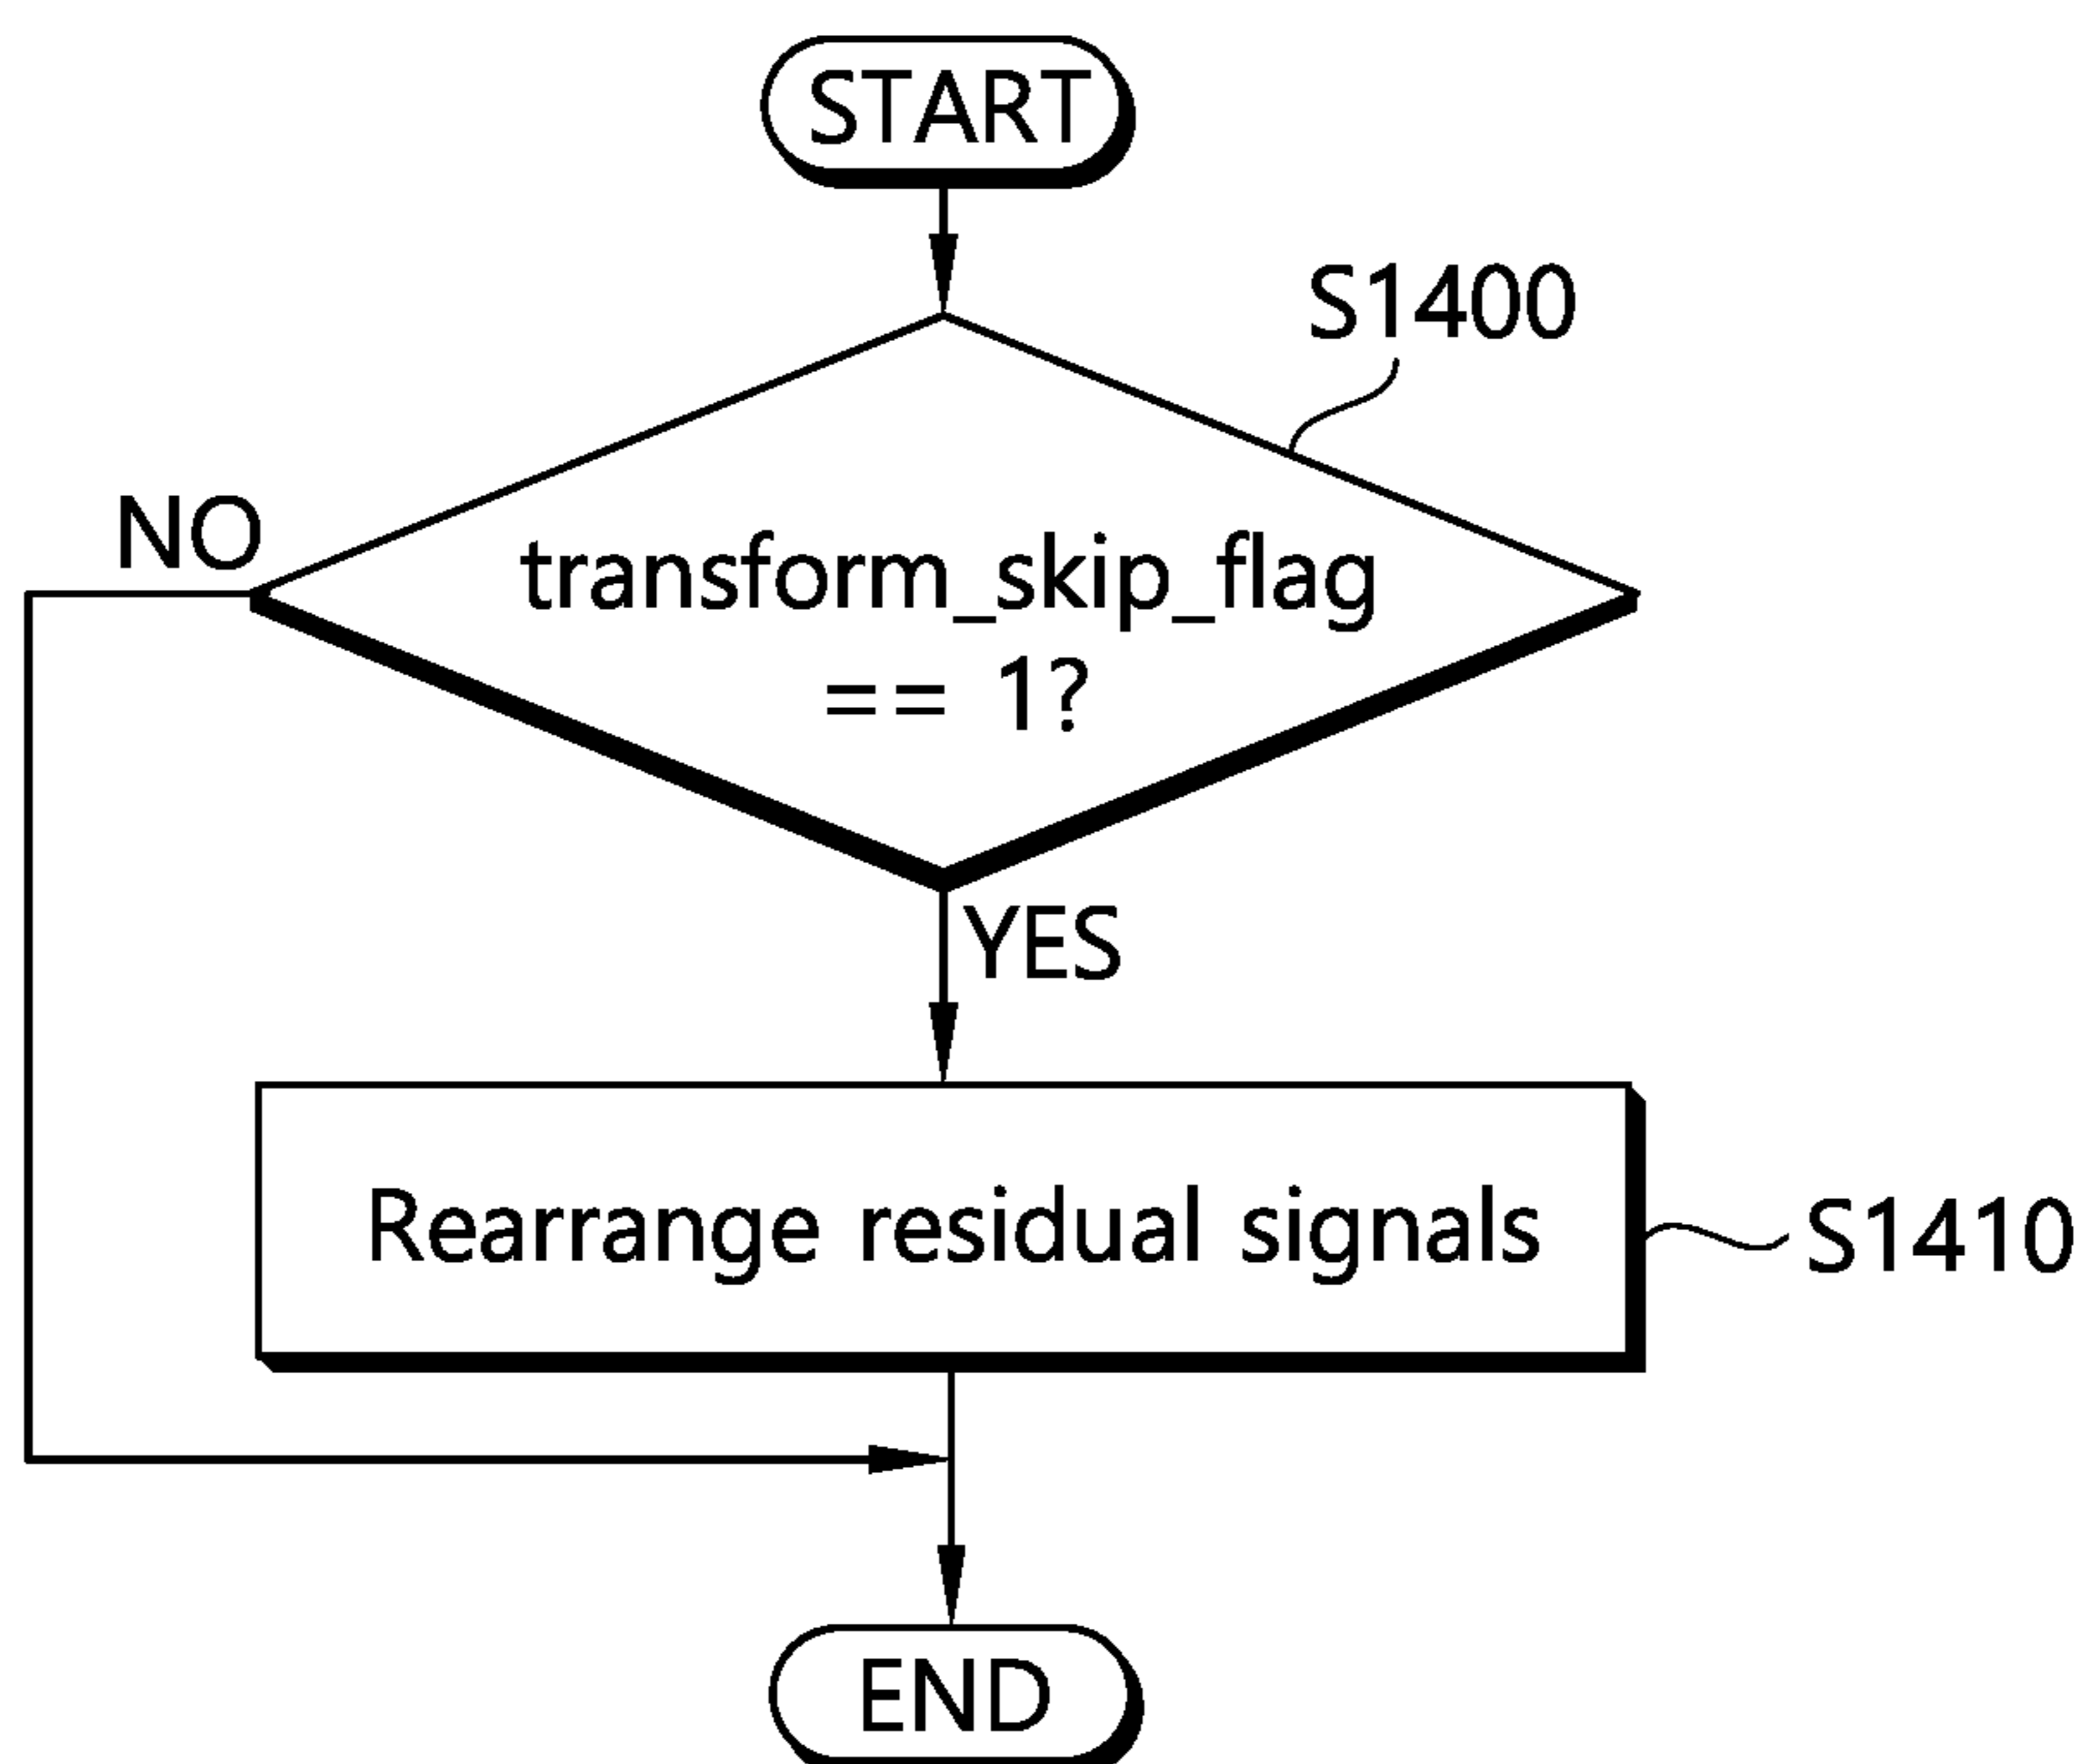 START
S1400
NO
transform_skip_flag
== 1?
YES
Rearrange residual signals
S1410
END